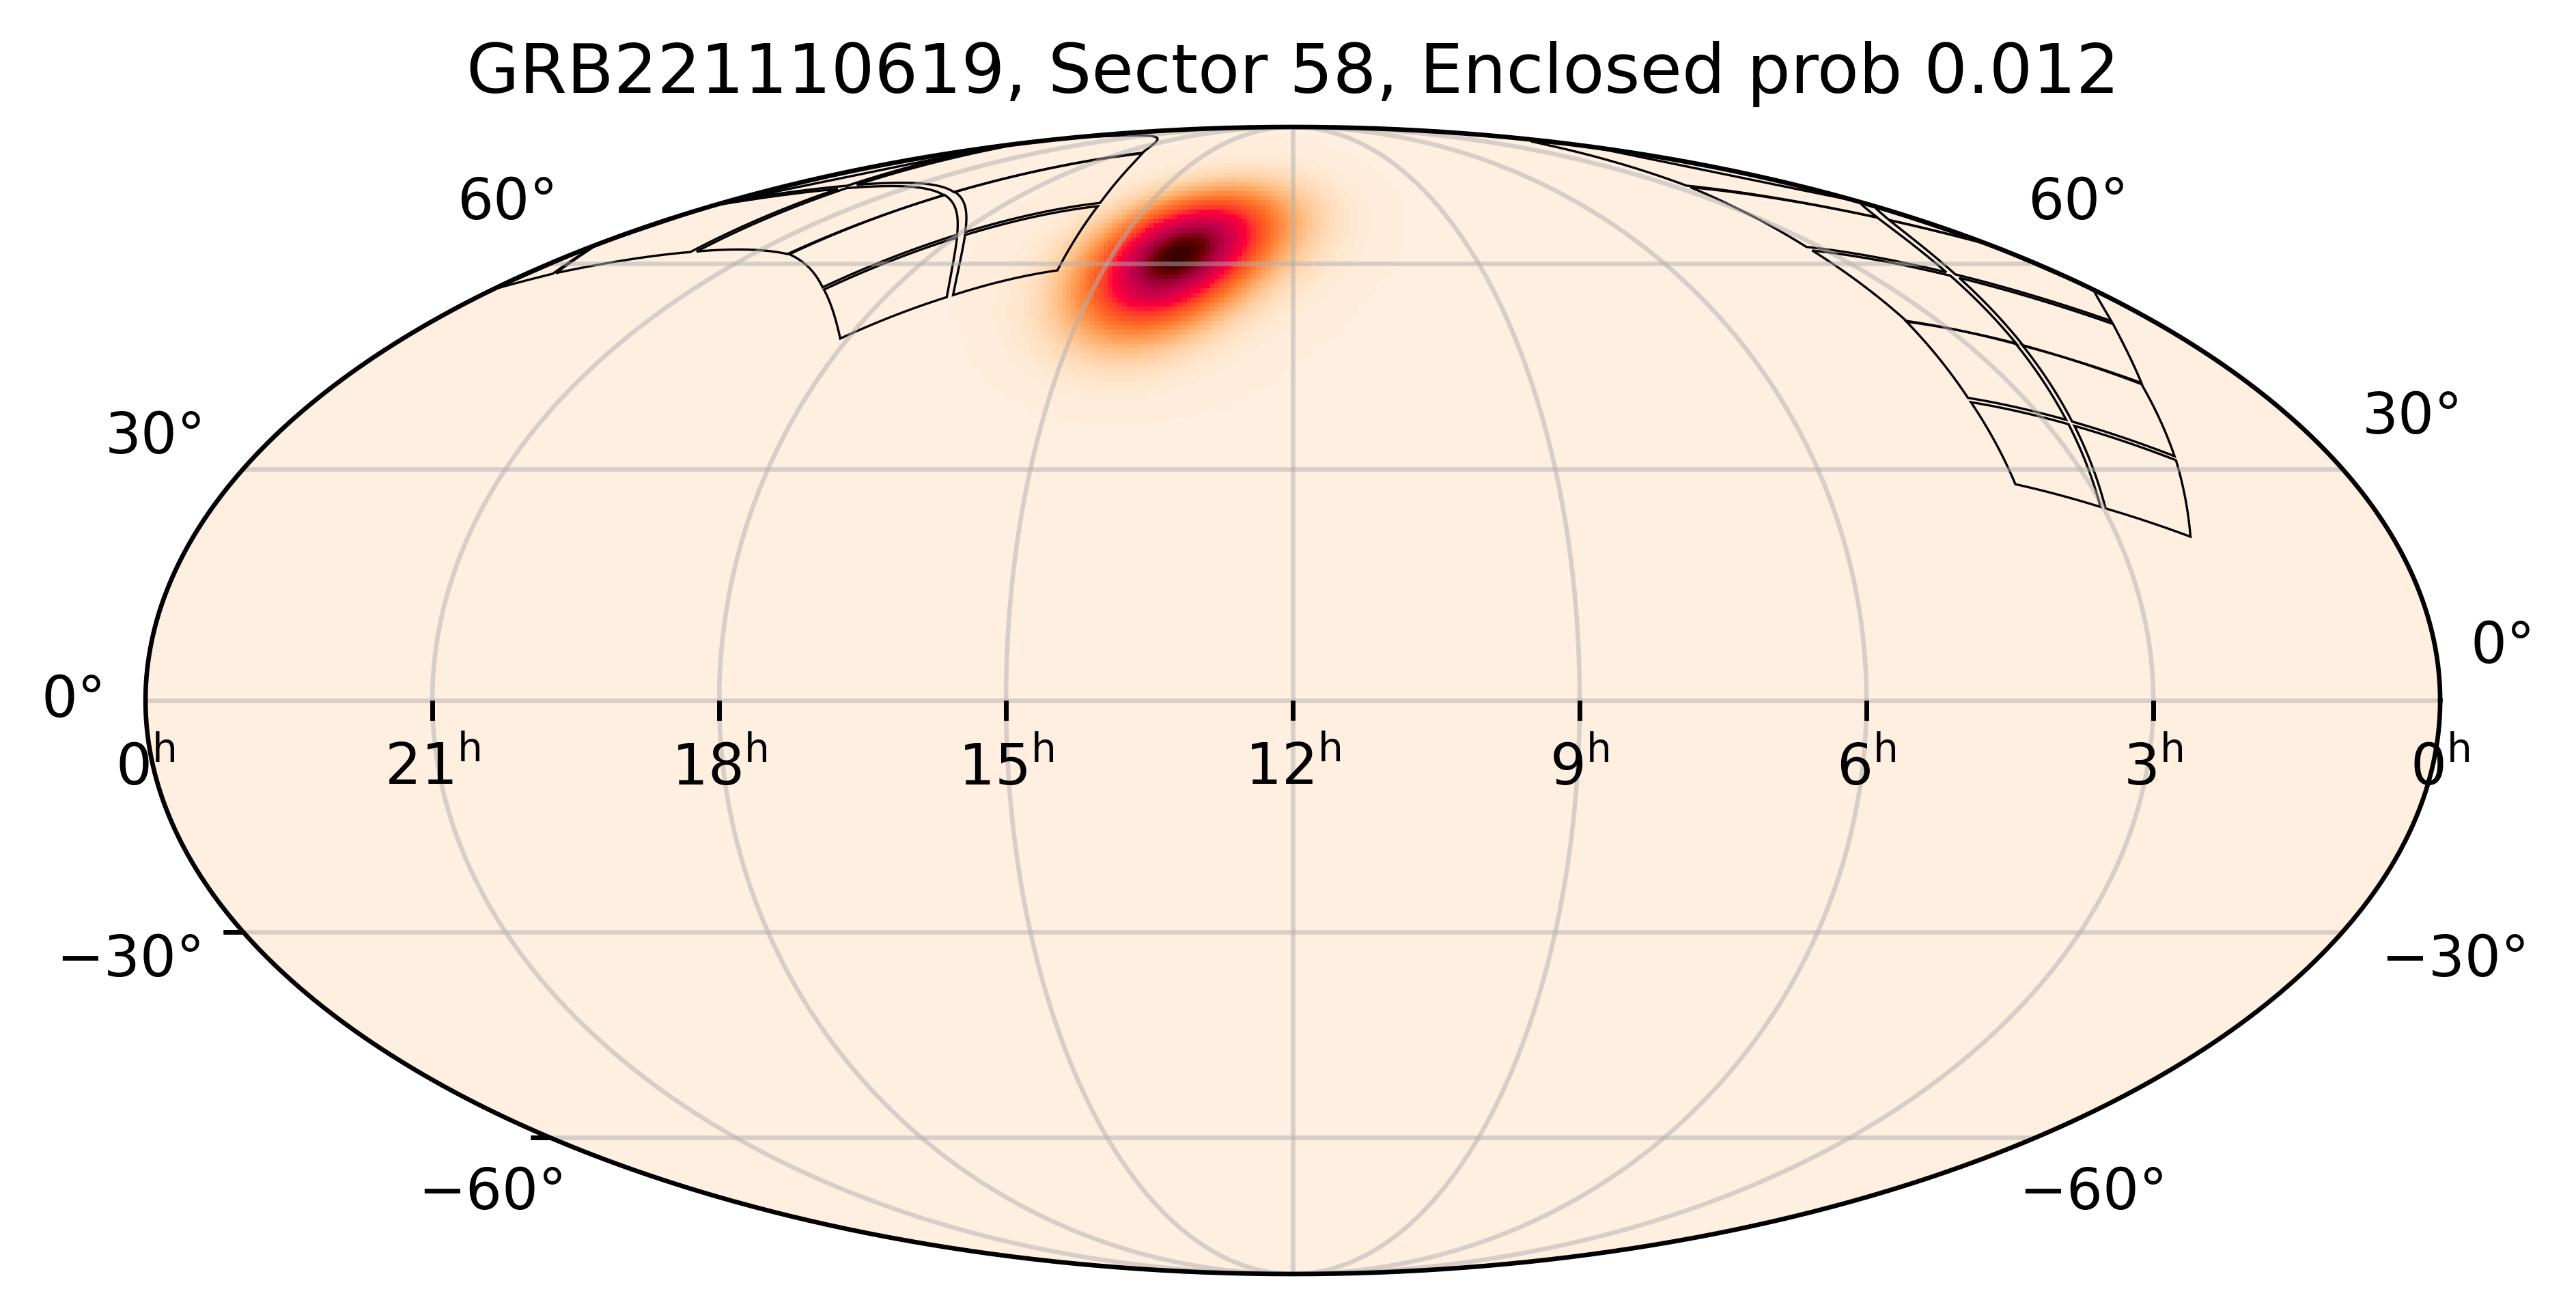 GRB221110619, Sector 58, Enclosed prob 0.012
60° 60°
30° 30°
0° 0°
0h 21h 18h 15h 12h 9h 6h 3h 0h
−30° −30°
−60° −60°